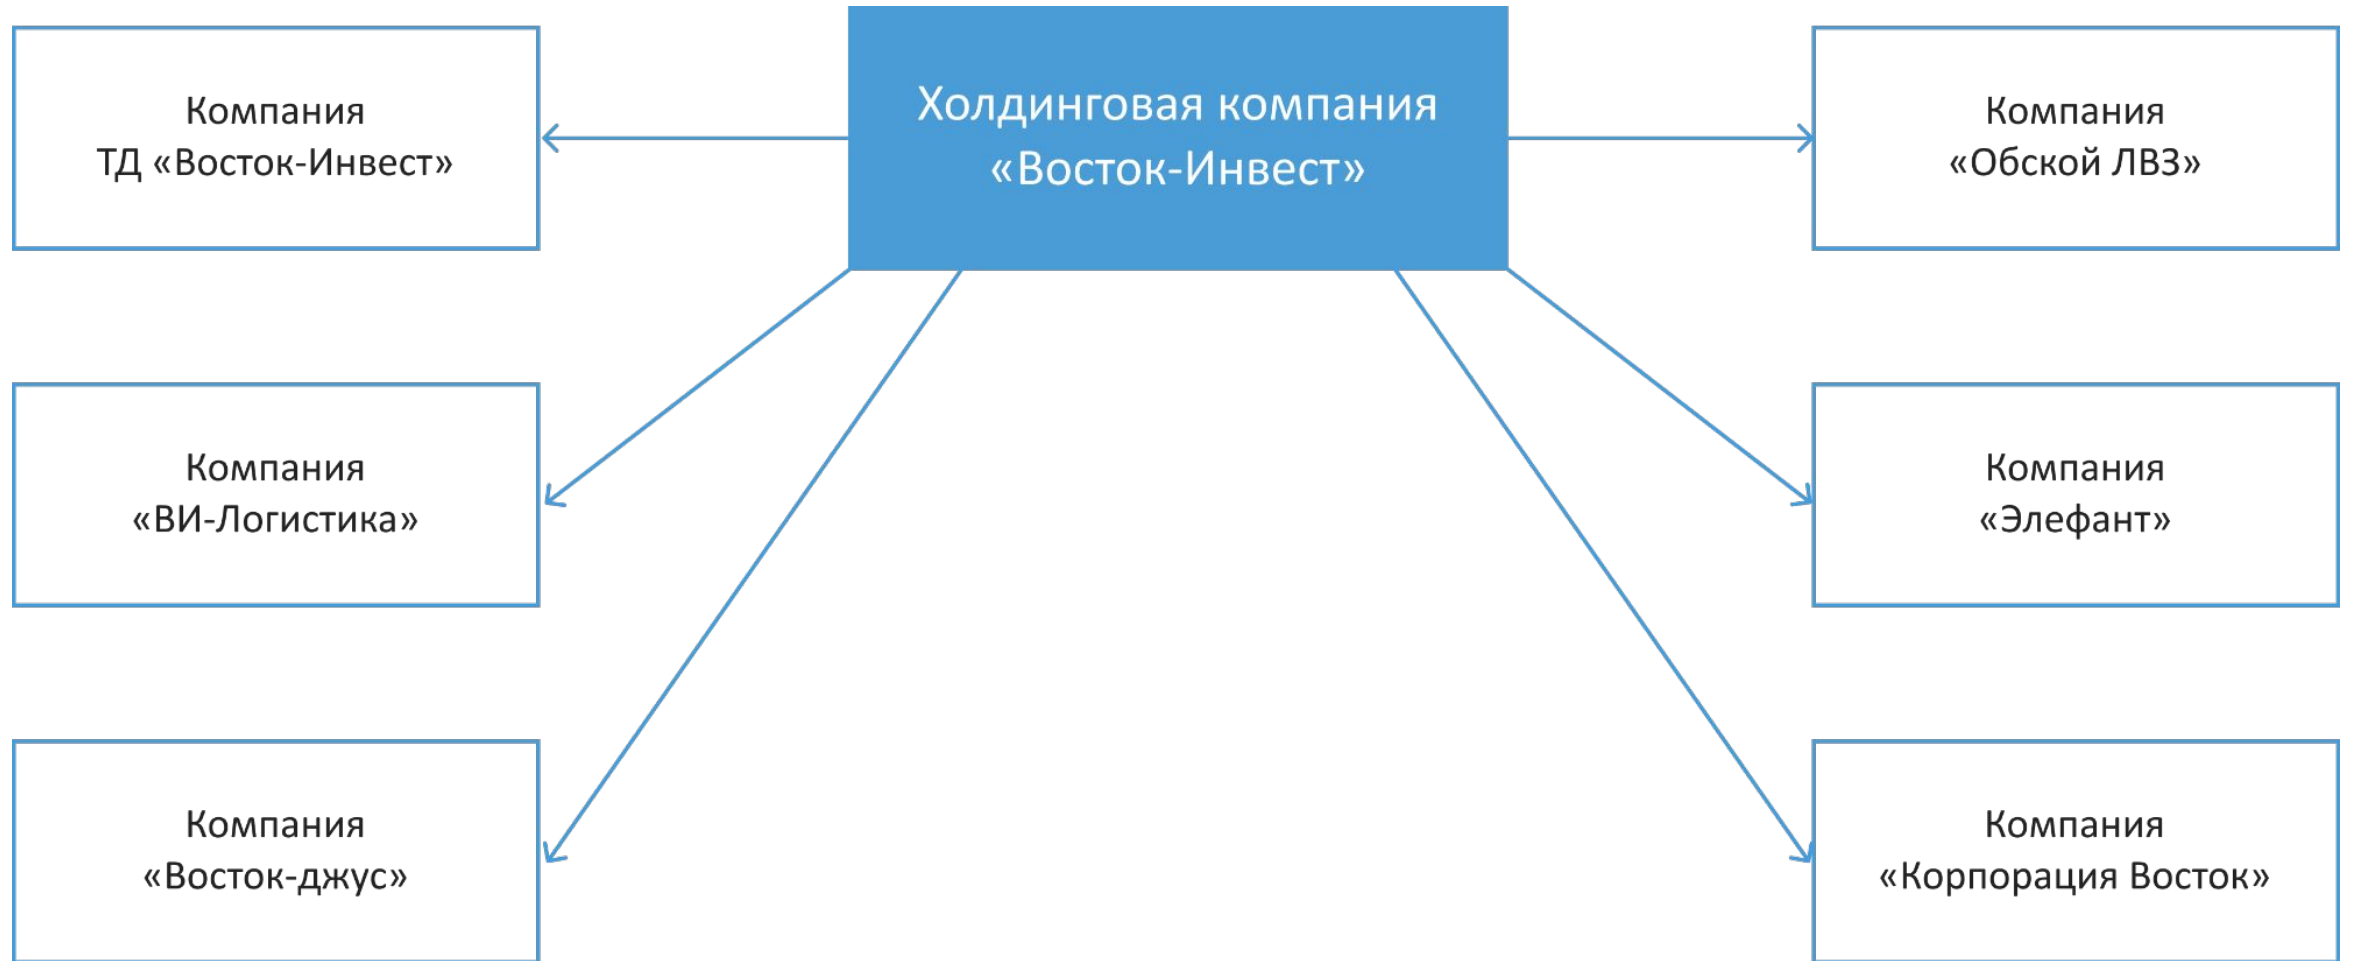 Холдинговая компания
«Восток-Инвест»
Компания
ТД «Восток-Инвест»
Компания
«Обской ЛВЗ»
Компания
«ВИ-Логистика»
Компания
«Элефант»
Компания
«Восток-джус»
Компания
«Корпорация Восток»